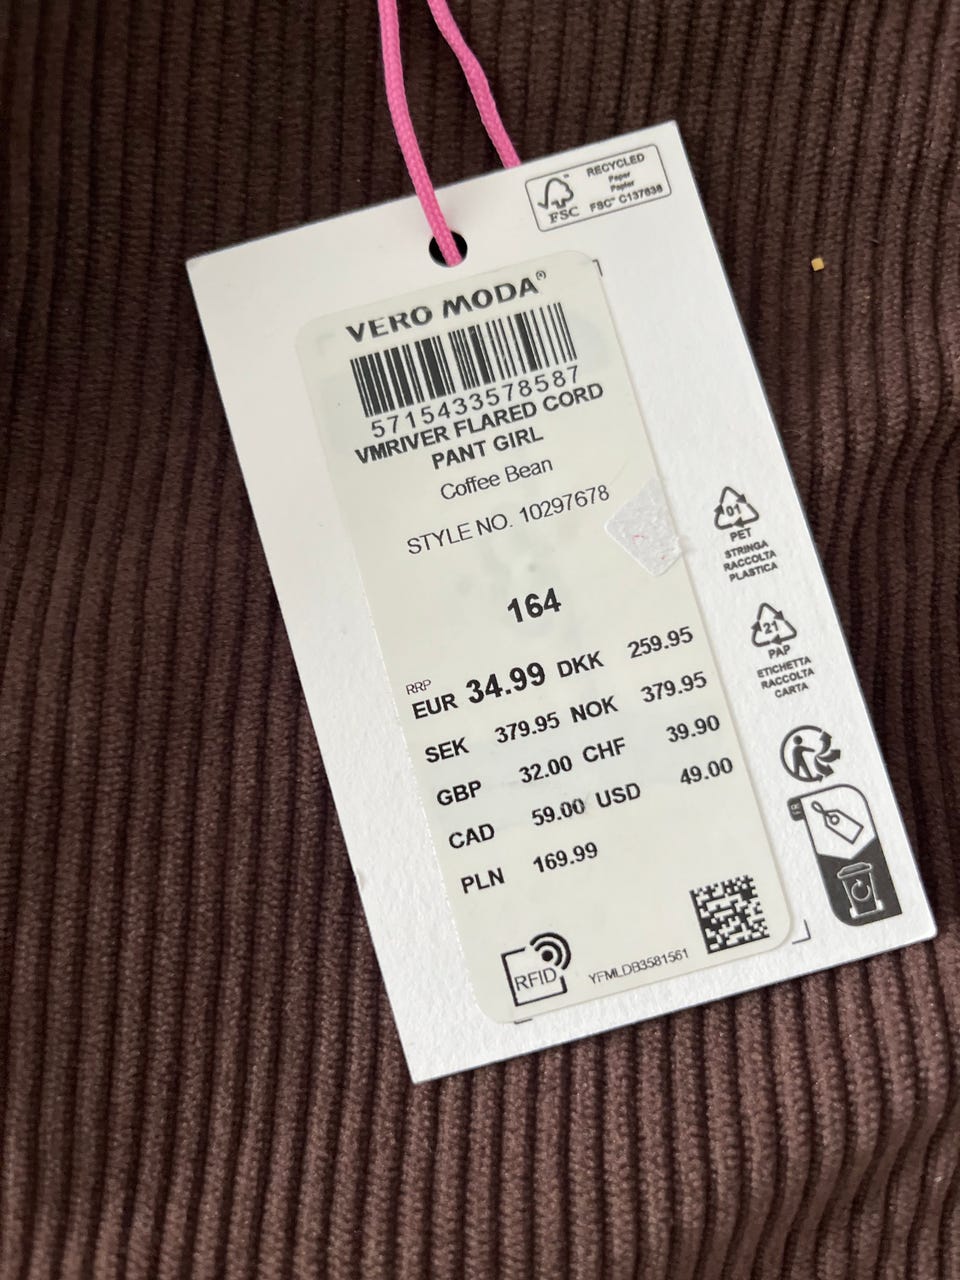 RECYCLED
Paper
Papier
FSC® C137838
FSC
VERO MODA®
5715433578587
VMRIVER FLARED CORD
PANT GIRL
Coffee Bean
STYLE NO. 10297678
164
RRP
EUR 34.99 DKK 259.95
SEK 379.95 NOK 379.95
GBP 32.00 CHF 39.90
CAD 59.00 USD 49.00
PLN 169.99
RFID
YFMLDB3581561
01
PET
STRINGA
RACCOLTA
PLASTICA
21
PAP
ETICHETTA
RACCOLTA
CARTA
FR